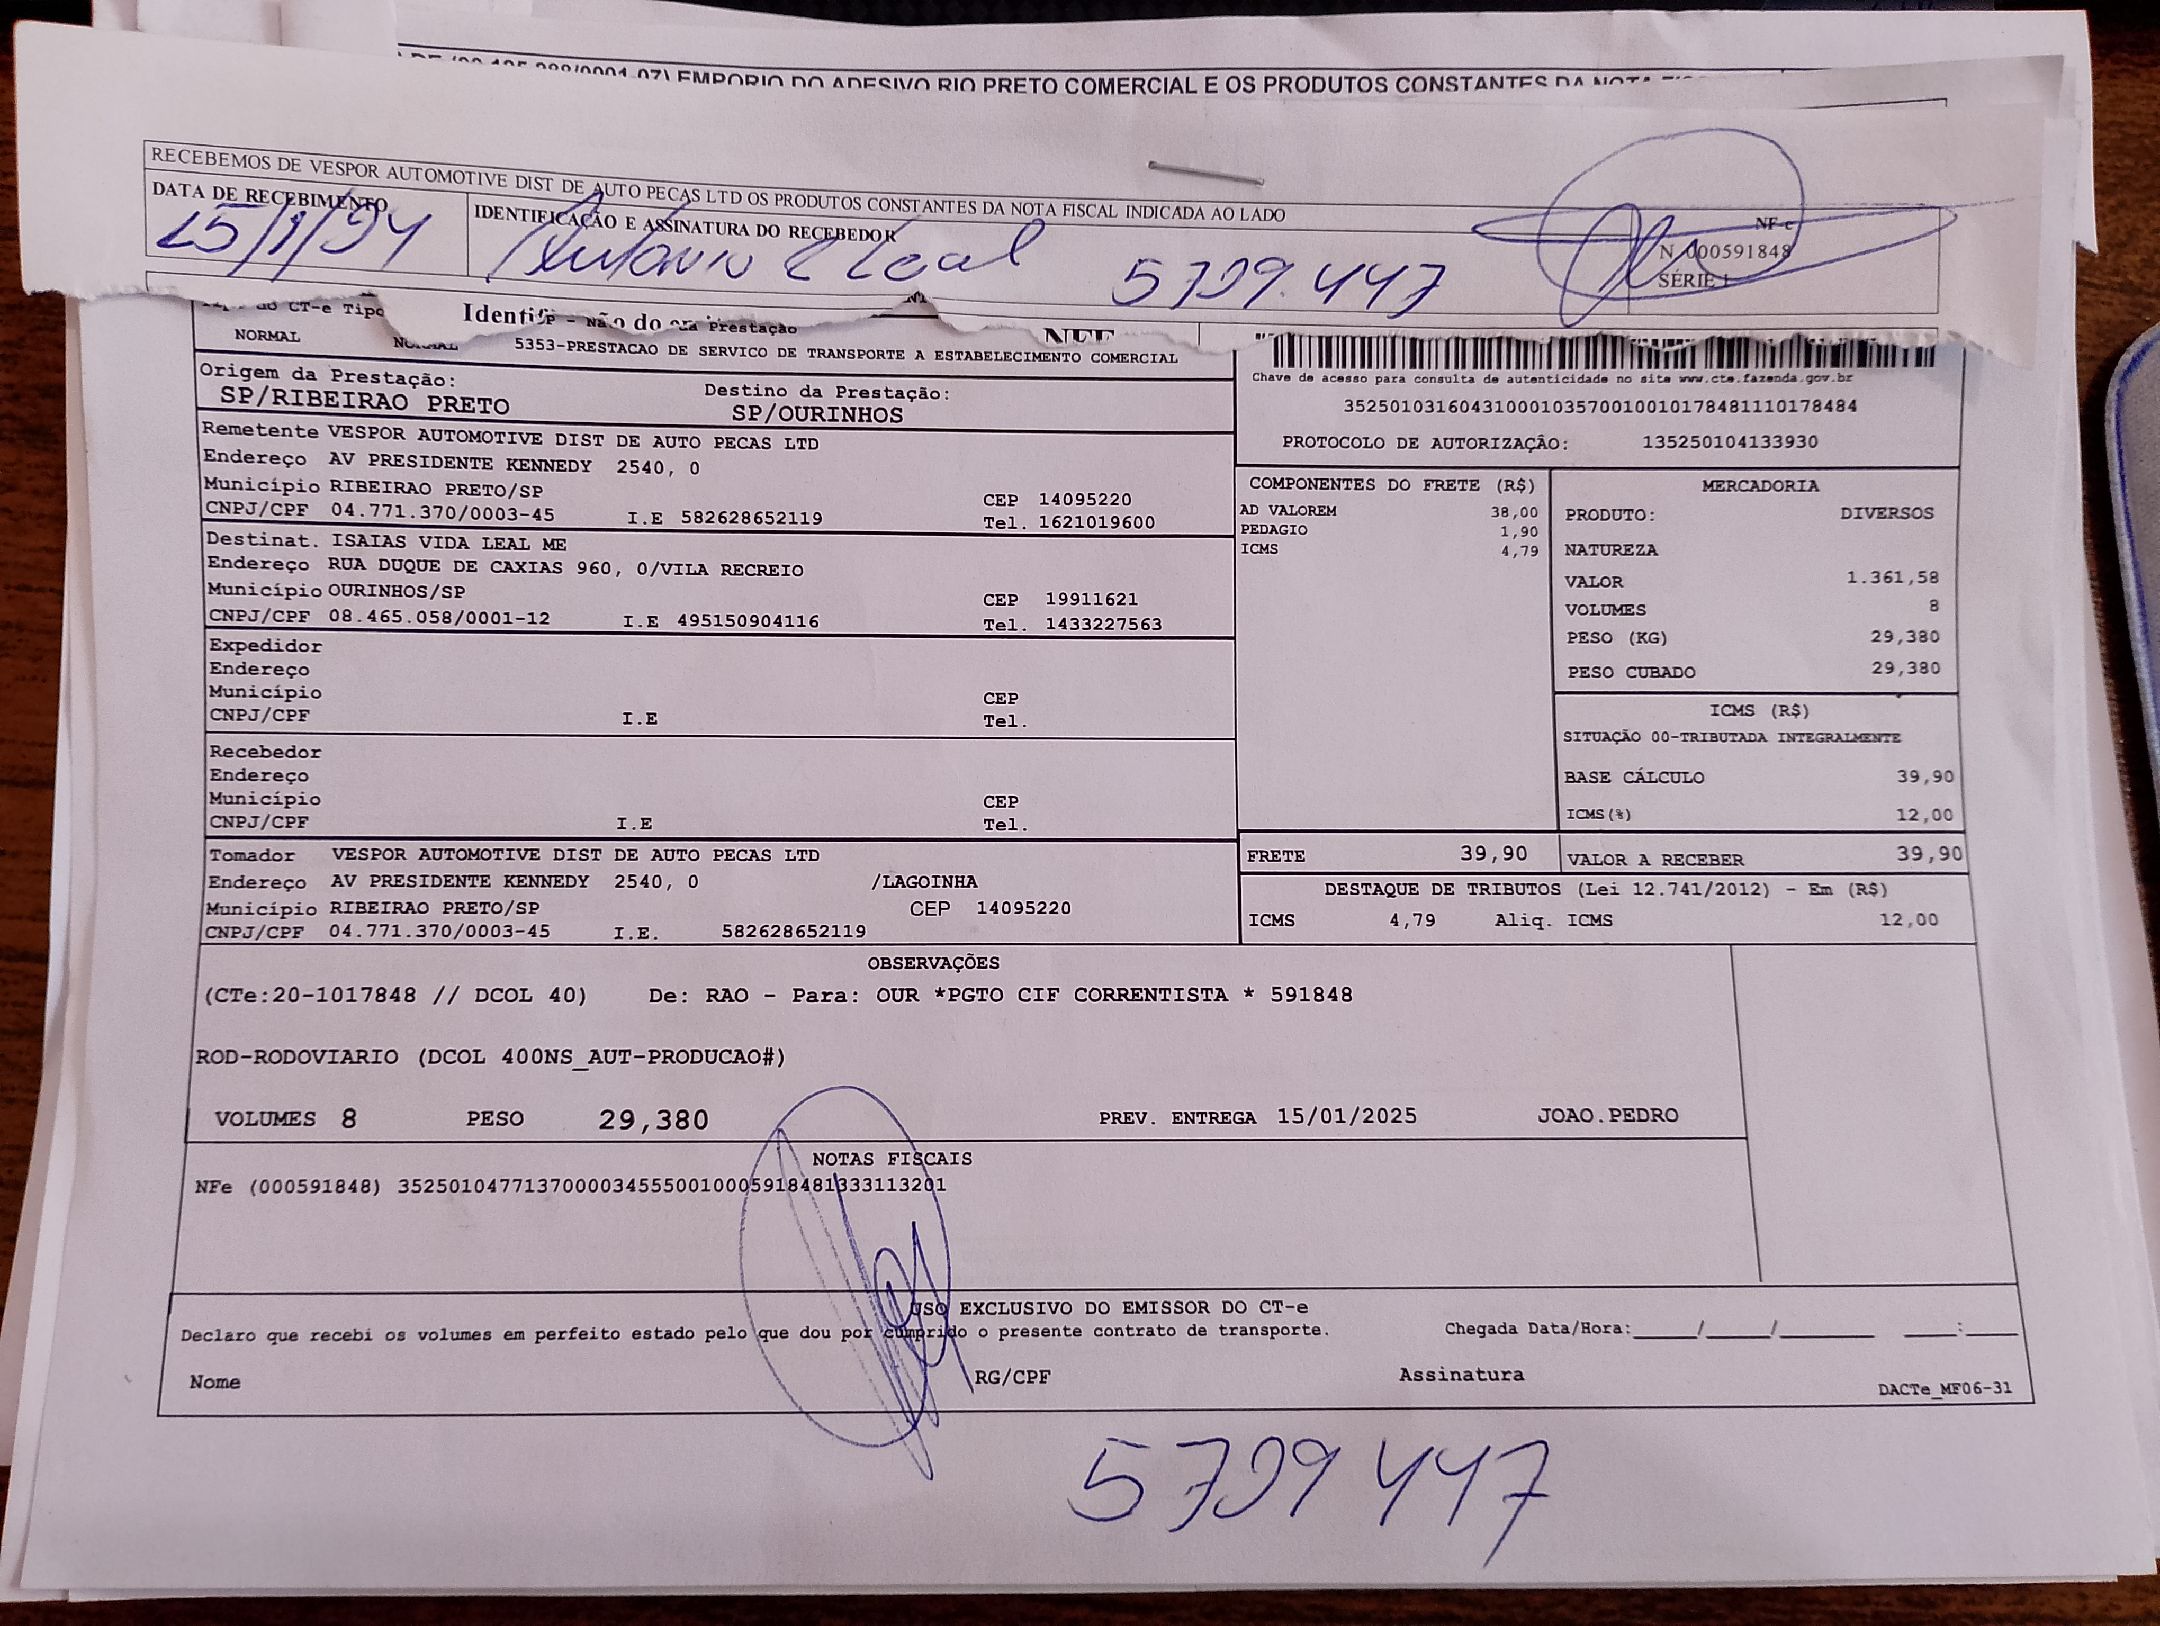 EMPORIO DO ADESIVO RIO PRETO COMERCIAL E OS PRODUTOS CONSTANTES DA NOTA
RECEBEMOS DE VESPOR AUTOMOTIVE DIST DE AUTO PEÇAS LTD OS PRODUTOS CONSTANTES DA NOTA FISCAL INDICADA AO LADO
DATA DE RECEBIMENTO
IDENTIFICAÇÃO E ASSINATURA DO RECEBEDOR
NF-e
Leal
5709.447
N 000591848
SÉRIE 1
do CT-e Tipo
NORMAL
5353-PRESTACAO DE SERVICO DE TRANSPORTE A ESTABELECIMENTO COMERCIAL
Origem da Prestação:
SP/RIBEIRAO PRETO
Destino da Prestação:
SP/OURINHOS
Chave de acesso para consulta de autenticidade no site www.cte.fazenda.gov.br
35250103160431000103570010010178481110178484
PROTOCOLO DE AUTORIZAÇÃO: 135250104133930
Remetente VESPOR AUTOMOTIVE DIST DE AUTO PECAS LTD
Endereço AV PRESIDENTE KENNEDY 2540, 0
Município RIBEIRAO PRETO/SP CEP 14095220
CNPJ/CPF 04.771.370/0003-45 I.E 582628652119 Tel. 1621019600
Destinat. ISAIAS VIDA LEAL ME
Endereço RUA DUQUE DE CAXIAS 960, 0/VILA RECREIO
Município OURINHOS/SP CEP 19911621
CNPJ/CPF 08.465.058/0001-12 I.E 495150904116 Tel. 1433227563
Expedidor
Endereço
Município CEP
CNPJ/CPF I.E Tel.
Recebedor
Endereço
Município CEP
CNPJ/CPF I.E Tel.
Tomador VESPOR AUTOMOTIVE DIST DE AUTO PECAS LTD
Endereço AV PRESIDENTE KENNEDY 2540, 0 /LAGOINHA
Município RIBEIRAO PRETO/SP CEP 14095220
CNPJ/CPF 04.771.370/0003-45 I.E. 582628652119
COMPONENTES DO FRETE (R$)
AD VALOREM 38,00
PEDAGIO 1,90
ICMS 4,79
MERCADORIA
PRODUTO: DIVERSOS
NATUREZA
VALOR 1.361,58
VOLUMES 8
PESO (KG) 29,380
PESO CUBADO 29,380
ICMS (R$)
SITUAÇÃO 00-TRIBUTADA INTEGRALMENTE
BASE CÁLCULO 39,90
ICMS(%) 12,00
FRETE 39,90 VALOR A RECEBER 39,90
DESTAQUE DE TRIBUTOS (Lei 12.741/2012) - Em (R$)
ICMS 4,79 Aliq. ICMS 12,00
OBSERVAÇÕES
(CTe:20-1017848 // DCOL 40) De: RAO - Para: OUR *PGTO CIF CORRENTISTA * 591848
ROD-RODOVIARIO (DCOL 400NS_AUT-PRODUCAO#)
VOLUMES 8 PESO 29,380 PREV. ENTREGA 15/01/2025 JOAO.PEDRO
NOTAS FISCAIS
NFe (000591848) 35250104771370000345550010005918481333113201
USO EXCLUSIVO DO EMISSOR DO CT-e
Declaro que recebi os volumes em perfeito estado pelo que dou por cumprido o presente contrato de transporte. Chegada Data/Hora:____/____/______ ____:____
Nome RG/CPF Assinatura
DACTe_MF06-31
5709447